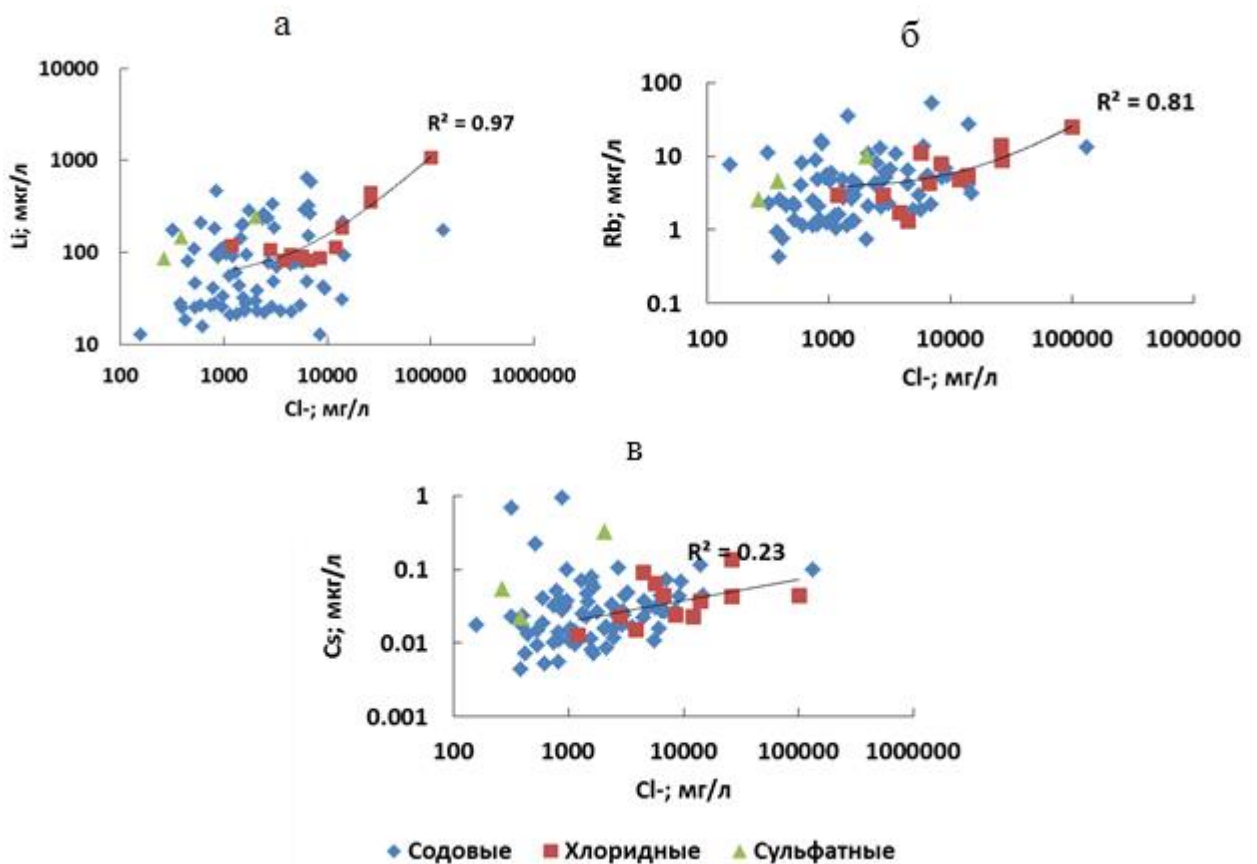 а
10000
1000
100
10
Li; мкг/л
R² = 0.97
100 1000 10000 100000 1000000
Cl-; мг/л
б
100
10
1
0.1
Rb; мкг/л
R² = 0.81
100 1000 10000 100000 1000000
Cl-; мг/л
в
1
0.1
0.01
0.001
Cs; мкг/л
R² = 0.23
100 1000 10000 100000 1000000
Cl-; мг/л
Содовые Хлоридные Сульфатные